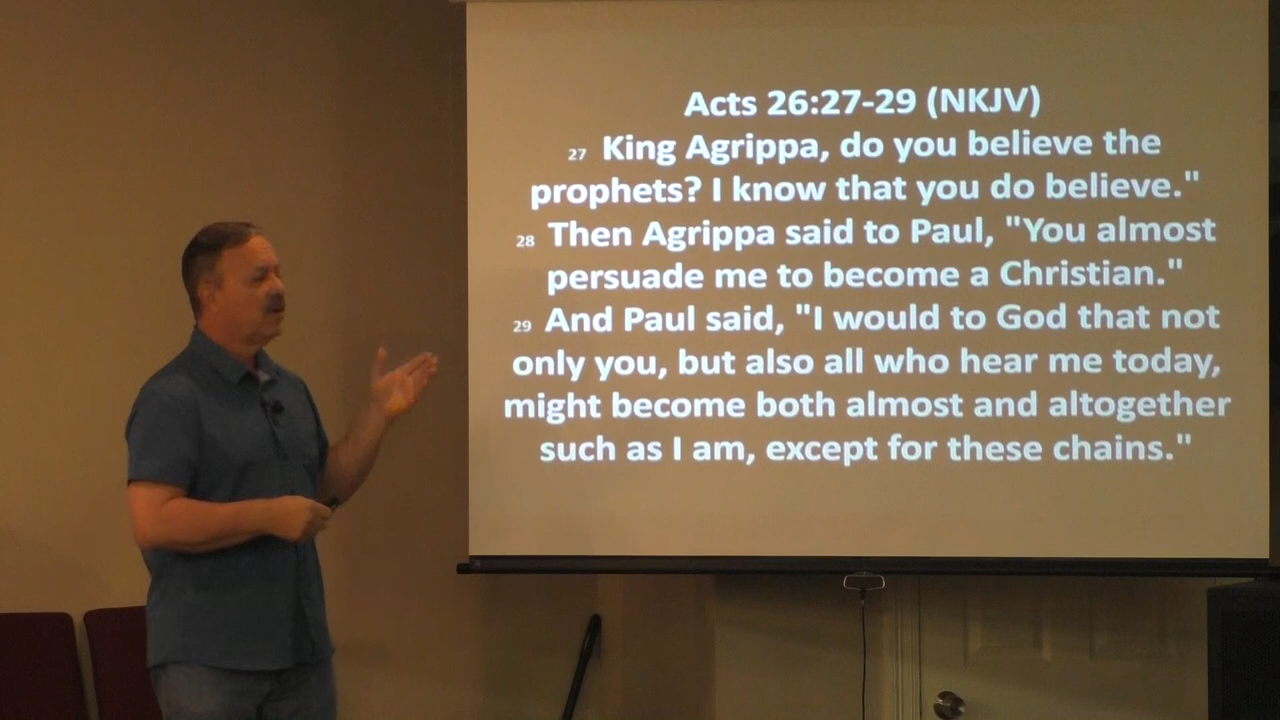 Acts 26:27-29 (NKJV)
27 King Agrippa, do you believe the
prophets? I know that you do believe."
28 Then Agrippa said to Paul, "You almost
persuade me to become a Christian."
29 And Paul said, "I would to God that not
only you, but also all who hear me today,
might become both almost and altogether
such as I am, except for these chains."